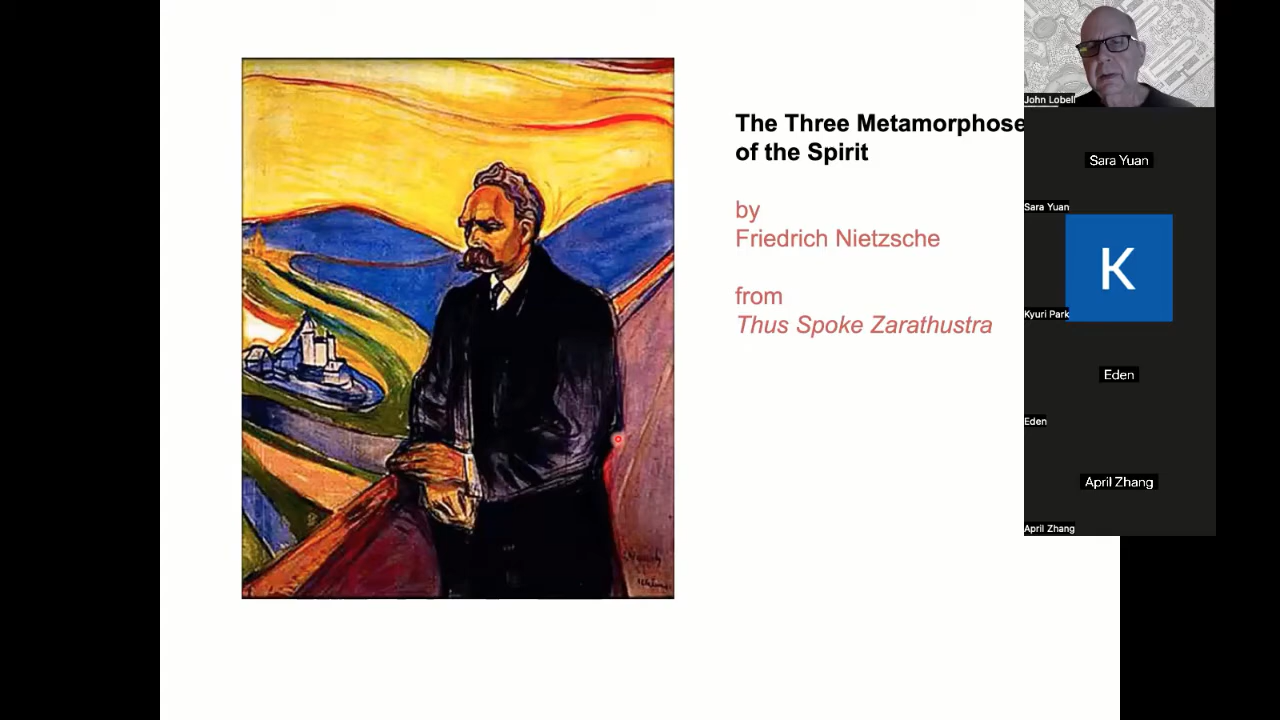 The Three Metamorphose
of the Spirit
by
Friedrich Nietzsche
from
Thus Spoke Zarathustra
John Lobell
Sara Yuan
Sara Yuan
K
Kyuri Park
Eden
Eden
April Zhang
April Zhang